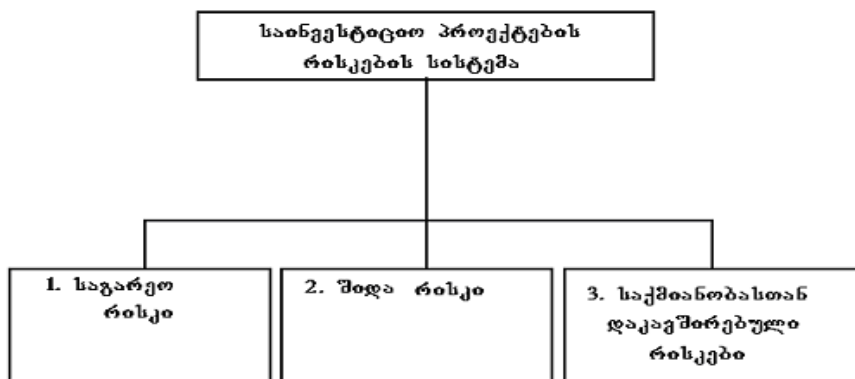 საინვესტიციო პროექტების
რისკების სისტემა
1. საგარეო
რისკი
2. შიდა რისკი
3. საქმიანობასთან
დაკავშირებული
რისკები